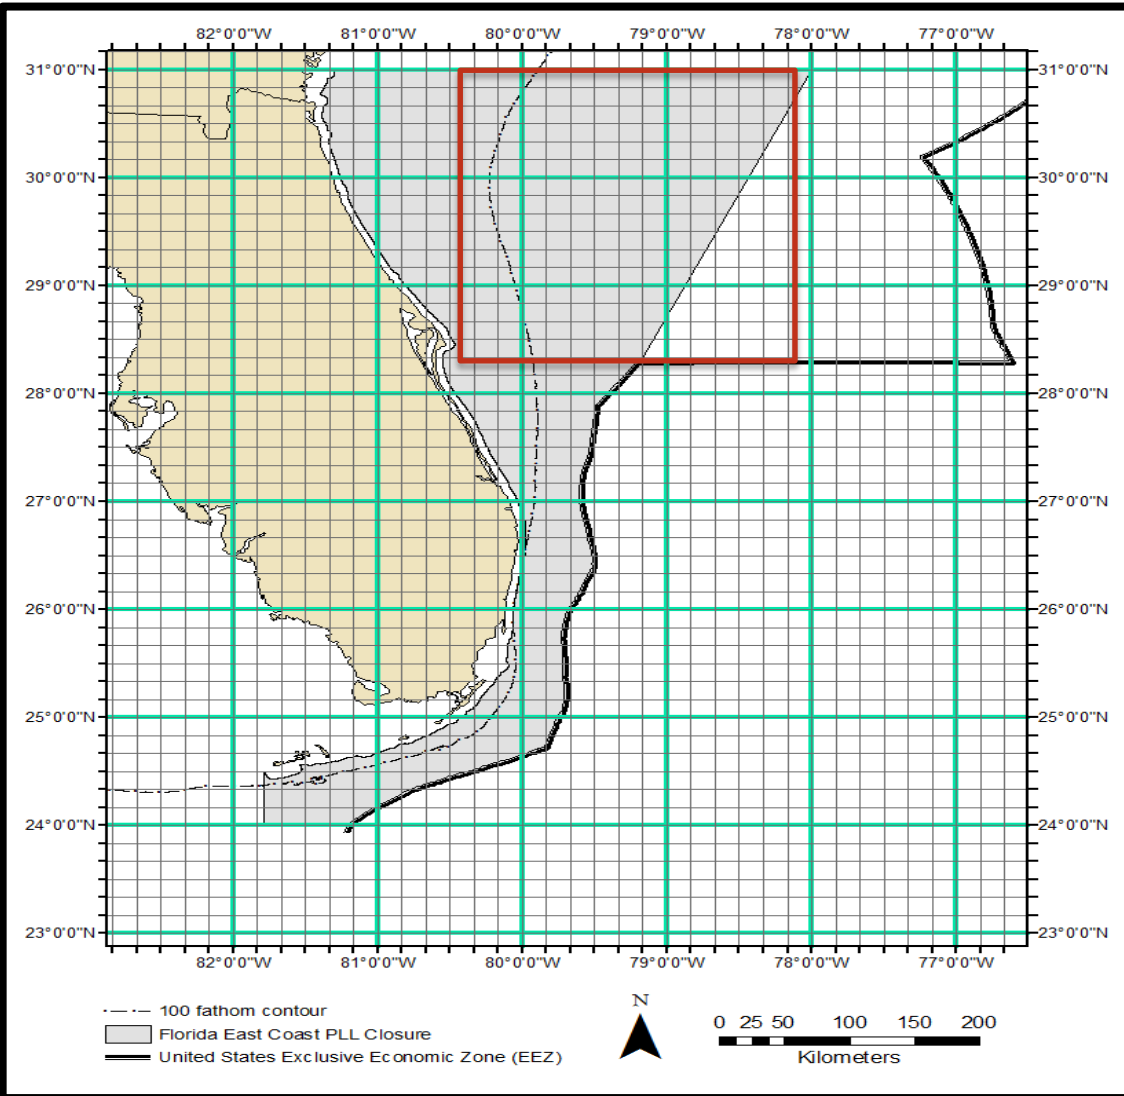 82°0'0"W 81°0'0"W 80°0'0"W 79°0'0"W 78°0'0"W 77°0'0"W
31°0'0"N 31°0'0"N
30°0'0"N 30°0'0"N
29°0'0"N 29°0'0"N
28°0'0"N 28°0'0"N
27°0'0"N 27°0'0"N
26°0'0"N 26°0'0"N
25°0'0"N 25°0'0"N
24°0'0"N 24°0'0"N
23°0'0"N 23°0'0"N
82°0'0"W 81°0'0"W 80°0'0"W 79°0'0"W 78°0'0"W 77°0'0"W
100 fathom contour
Florida East Coast PLL Closure
United States Exclusive Economic Zone (EEZ)
N
0 25 50 100 150 200
Kilometers